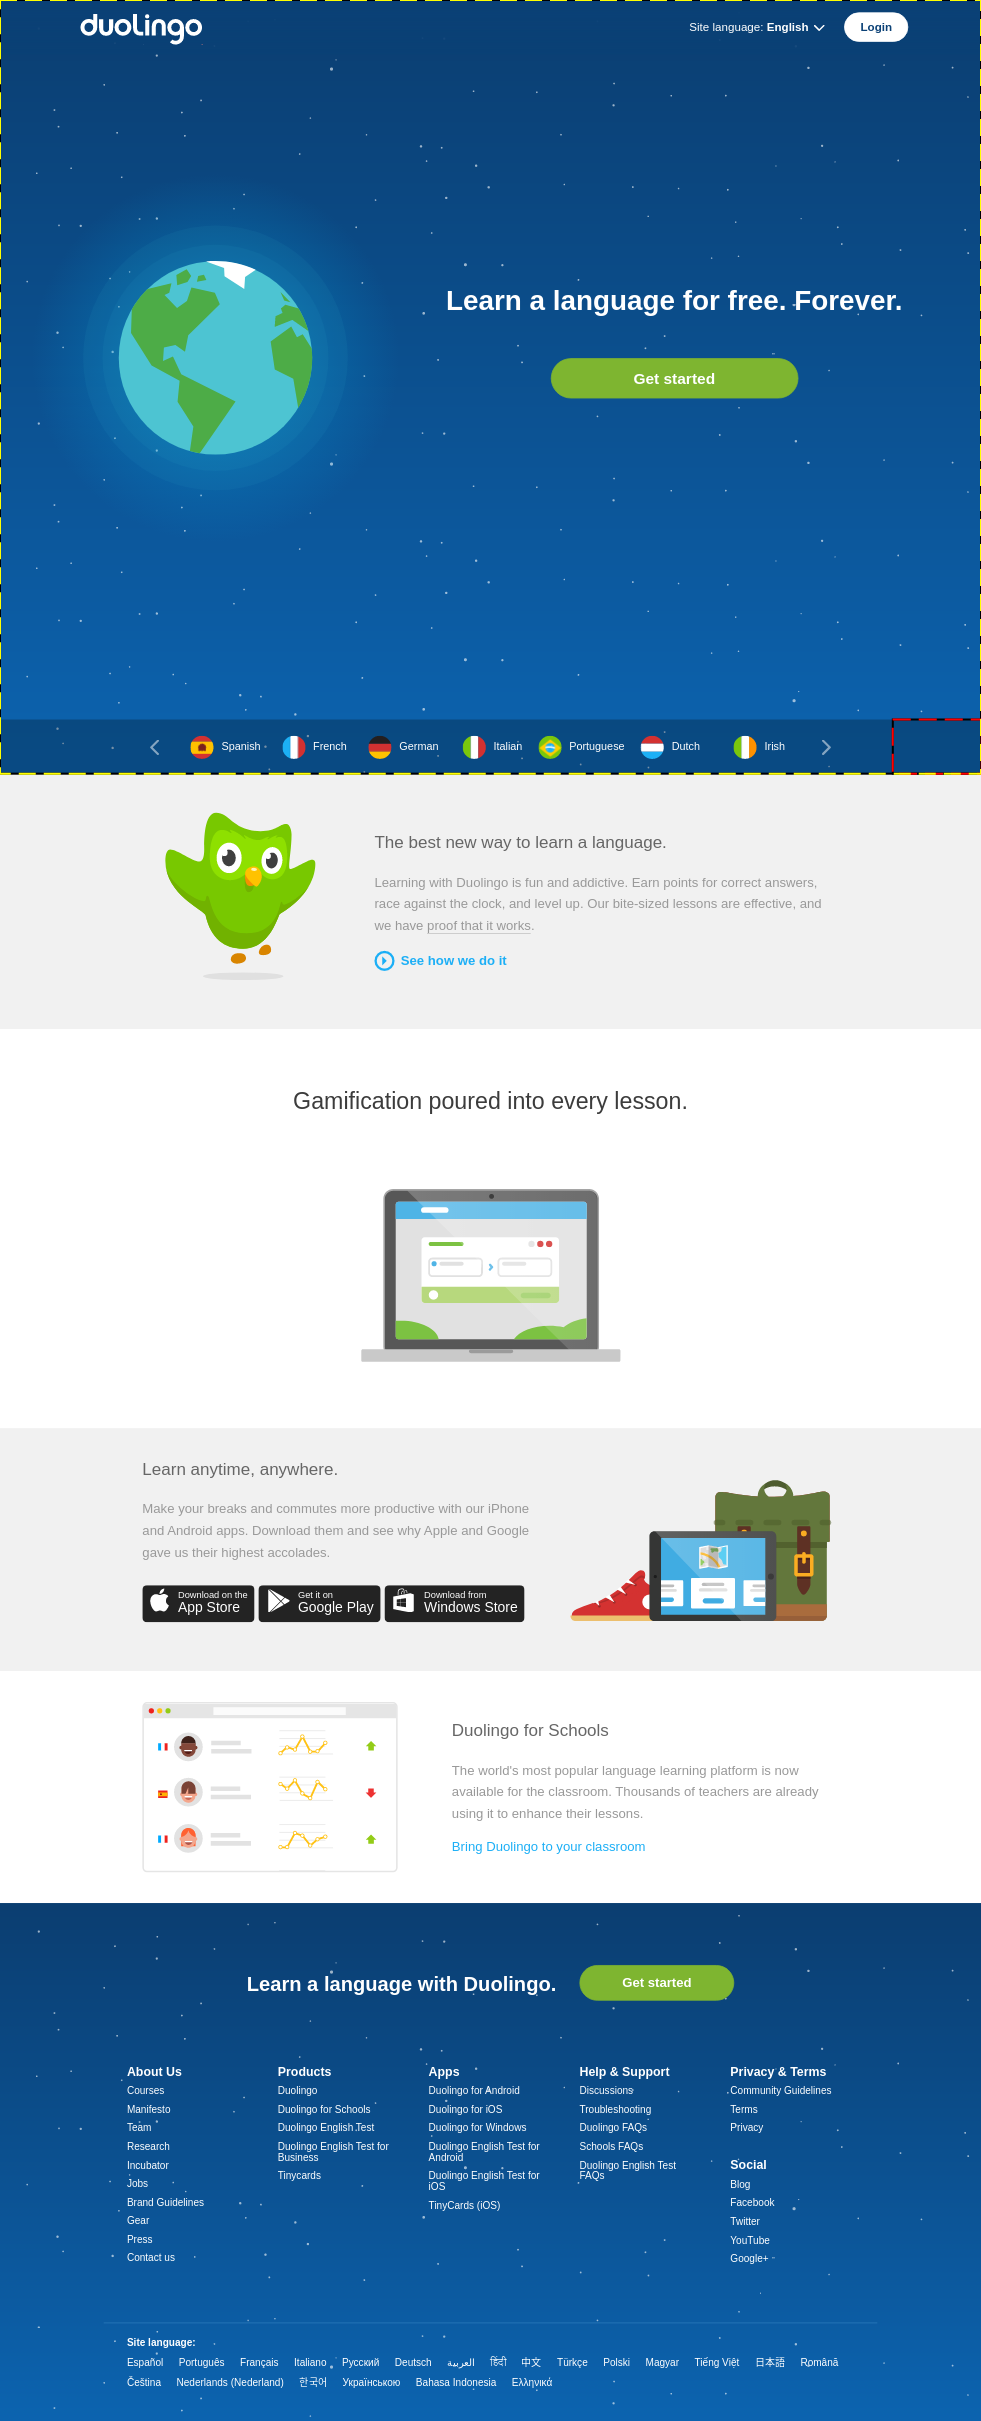 duolingo
Site language: English
Login
Learn a language for free. Forever.
Get started
Spanish French German Italian Portuguese Dutch Irish
The best new way to learn a language.
Learning with Duolingo is fun and addictive. Earn points for correct answers,
race against the clock, and level up. Our bite-sized lessons are effective, and
we have proof that it works.
See how we do it
Gamification poured into every lesson.
Learn anytime, anywhere.
Make your breaks and commutes more productive with our iPhone
and Android apps. Download them and see why Apple and Google
gave us their highest accolades.
Download on the
App Store
Get it on
Google Play
Download from
Windows Store
Duolingo for Schools
The world's most popular language learning platform is now
available for the classroom. Thousands of teachers are already
using it to enhance their lessons.
Bring Duolingo to your classroom
Learn a language with Duolingo.
Get started
About Us
Courses
Manifesto
Team
Research
Incubator
Jobs
Brand Guidelines
Gear
Press
Contact us
Products
Duolingo
Duolingo for Schools
Duolingo English Test
Duolingo English Test for
Business
Tinycards
Apps
Duolingo for Android
Duolingo for iOS
Duolingo for Windows
Duolingo English Test for
Android
Duolingo English Test for
iOS
TinyCards (iOS)
Help & Support
Discussions
Troubleshooting
Duolingo FAQs
Schools FAQs
Duolingo English Test
FAQs
Privacy & Terms
Community Guidelines
Terms
Privacy
Social
Blog
Facebook
Twitter
YouTube
Google+
Site language:
Español Português Français Italiano Русский Deutsch العربية हिंदी 中文 Türkçe Polski Magyar Tiếng Việt 日本語 Română
Čeština Nederlands (Nederland) 한국어 Українською Bahasa Indonesia Ελληνικά